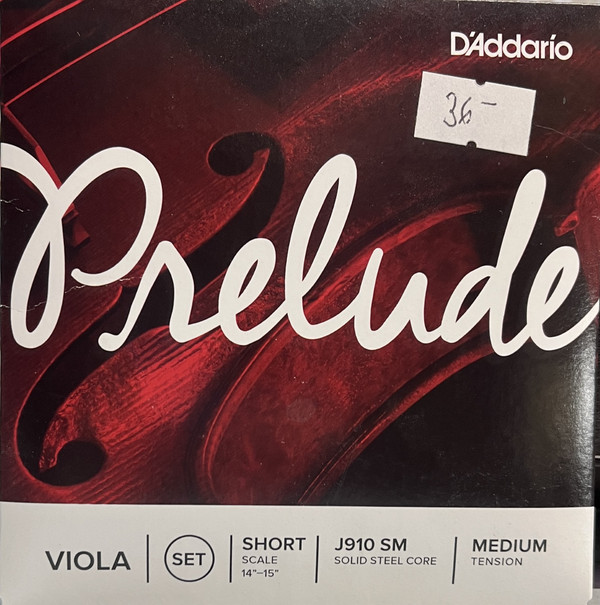 D'Addario
36-
Prelude
VIOLA
SET
SHORT
SCALE
14"-15"
J910 SM
SOLID STEEL CORE
MEDIUM
TENSION